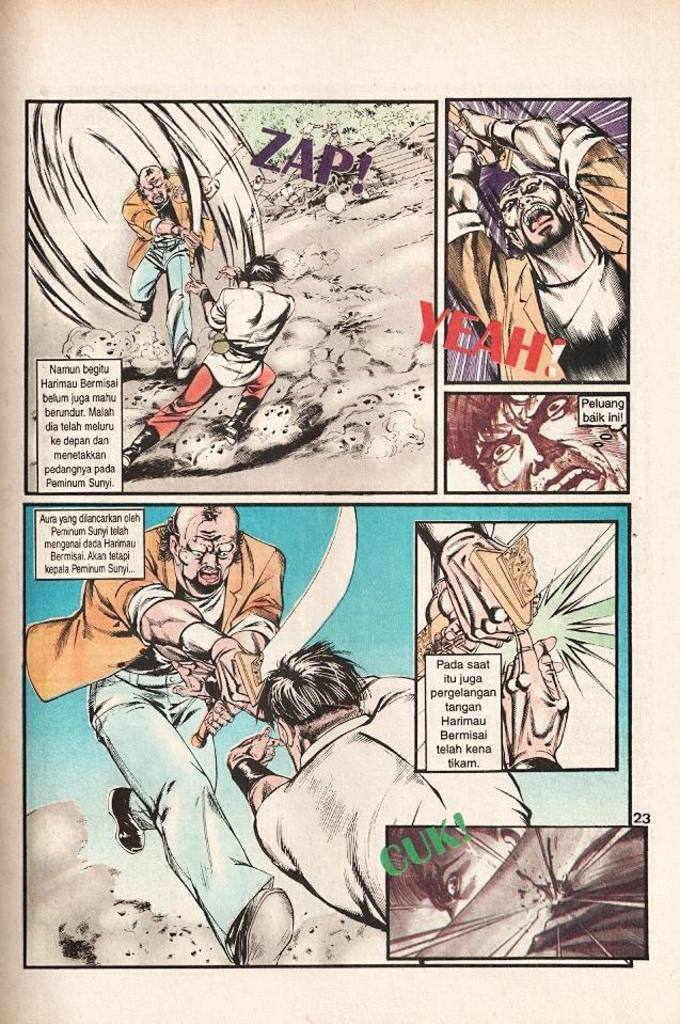 ZAP!
Namun begitu
Harimau Bermisai
belum juga mahu
berundur. Malah
dia telah meluru
ke depan dan
menetakkan
pedangnya pada
Peminum Sunyi.
YEAH!
Peluang
baik ini!
Aura yang dilancarkan oleh
Peminum Sunyi telah
mengenai dada Harimau
Bermisai. Akan tetapi
kepala Peminum Sunyi...
Pada saat
itu juga
pergelangan
tangan
Harimau
Bermisai
telah kena
tikam.
23
CUK!